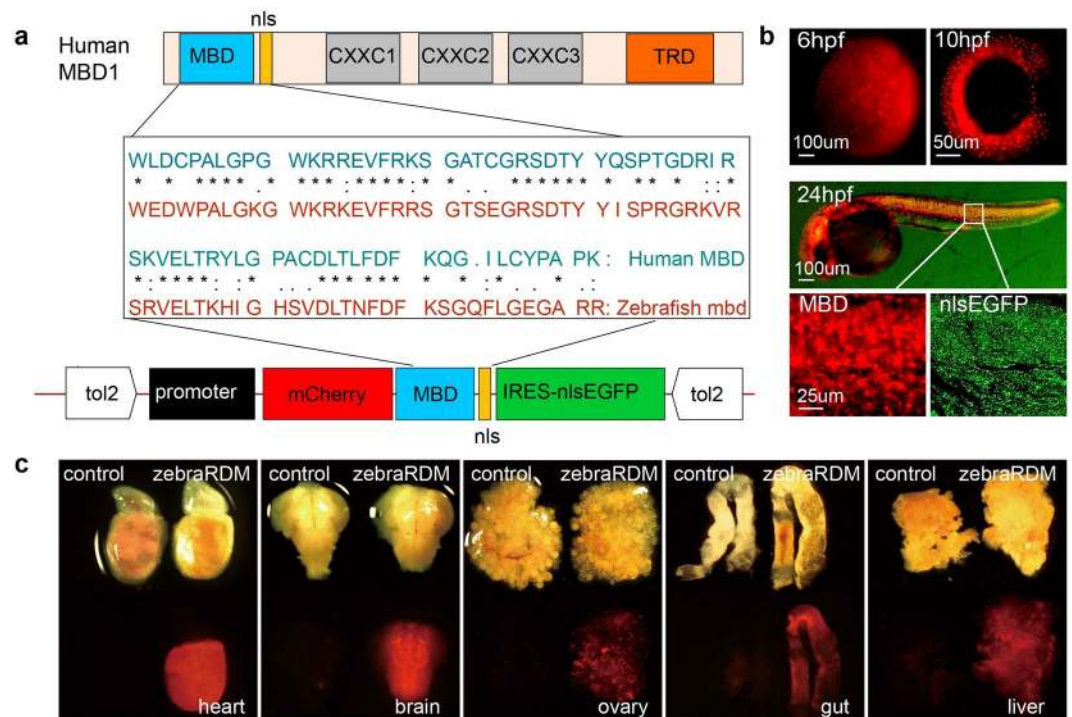 a
nls
Human
MBD1
MBD
CXXC1
CXXC2
CXXC3
TRD
WLDCPALGPG WKRREVFRKS GATCGRSDTY YQSPTGDRI R
* * **** . ****:****:.** . . ****** * ** * * :: *
WEDWPALGKG WKRKEVFRRS GTSEGRSDTY YI SPRGRKVR
SKVELTRYLG PACDLTLFDF KQG . ILCYPA PK : Human MBD
*:****: : * . . *** **** * . * : . :
SRVELTKHIG HSVDLTNFDF KSGQFLGEGA RR: Zebrafish mbd
tol2
promoter
mCherry
MBD
IRES-nlsEGFP
tol2
nls
b
6hpf
10hpf
100um
50um
24hpf
100um
MBD
nlsEGFP
25um
c
control zebraRDM
control zebraRDM
control zebraRDM
control zebraRDM
control zebraRDM
heart
brain
ovary
gut
liver